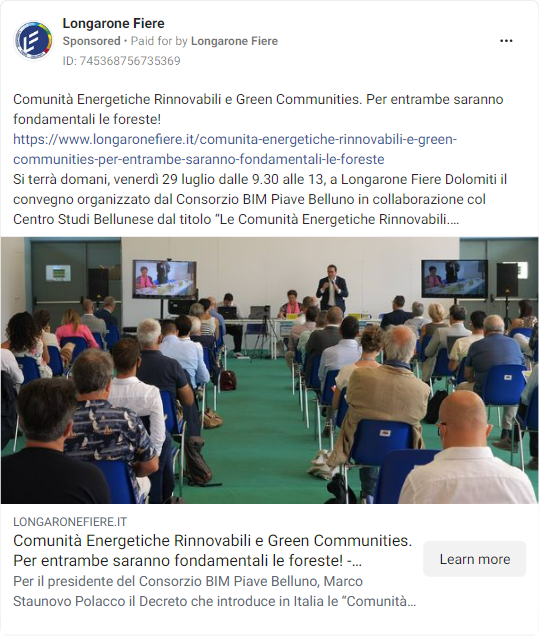 Longarone Fiere
Sponsored • Paid for by Longarone Fiere
ID: 745368756735369
Comunità Energetiche Rinnovabili e Green Communities. Per entrambe saranno
fondamentali le foreste!
https://www.longaronefiere.it/comunita-energetiche-rinnovabili-e-green-
communities-per-entrambe-saranno-fondamentali-le-foreste
Si terrà domani, venerdì 29 luglio dalle 9.30 alle 13, a Longarone Fiere Dolomiti il
convegno organizzato dal Consorzio BIM Piave Belluno in collaborazione col
Centro Studi Bellunese dal titolo “Le Comunità Energetiche Rinnovabili....
LONGARONEFIERE.IT
Comunità Energetiche Rinnovabili e Green Communities.
Per entrambe saranno fondamentali le foreste! -...
Learn more
Per il presidente del Consorzio BIM Piave Belluno, Marco
Staunovo Polacco il Decreto che introduce in Italia le “Comunità...